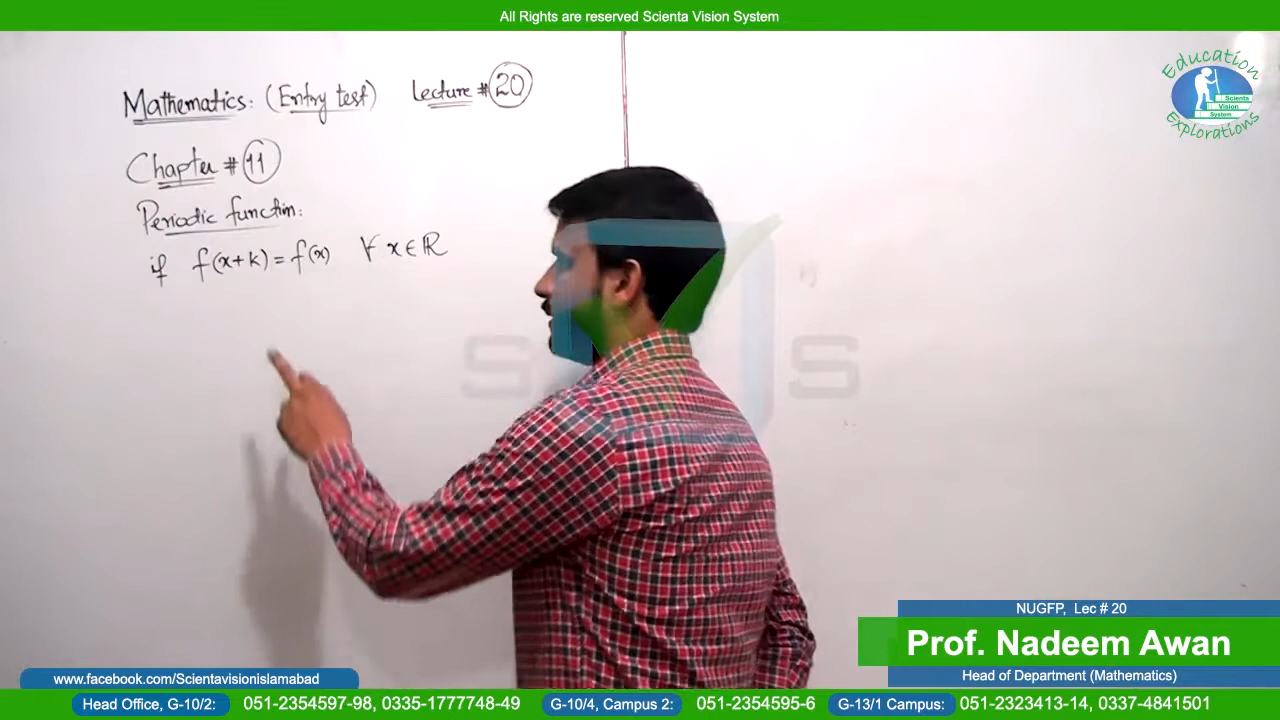 All Rights are reserved Scienta Vision System
Mathematics: (Entry test) Lecture # 20
Chapter # 11
Periodic function:
if f(x+k) = f(x) ∀ x ∈ ℝ
Education
Scienta
Vision
System
Explorations
S S
NUGFP, Lec # 20
Prof. Nadeem Awan
Head of Department (Mathematics)
www.facebook.com/Scientavisionislamabad
Head Office, G-10/2: 051-2354597-98, 0335-1777748-49 G-10/4, Campus 2: 051-2354595-6 G-13/1 Campus: 051-2323413-14, 0337-4841501